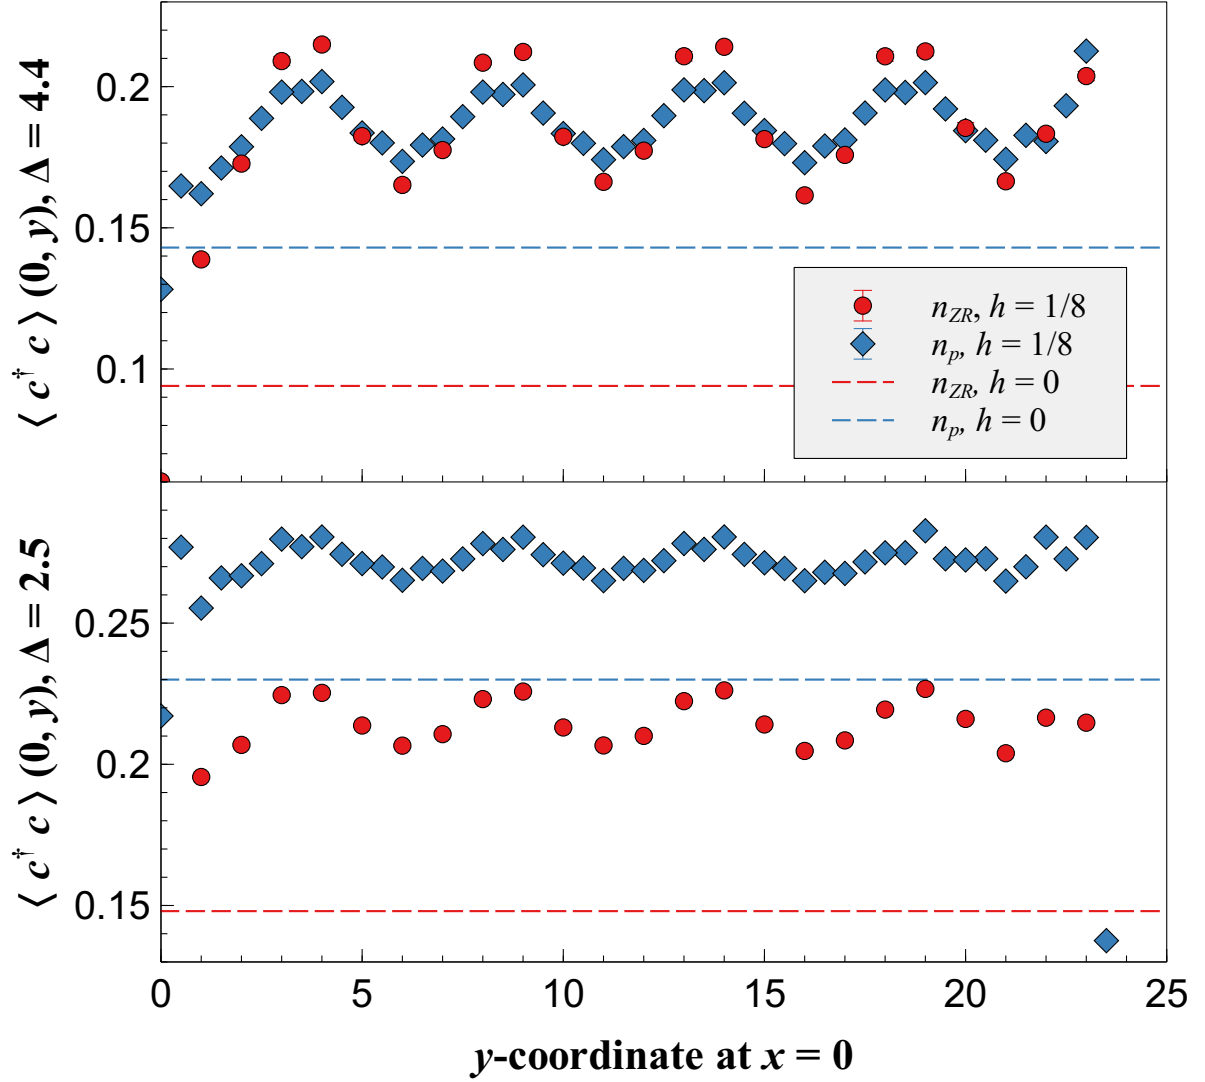 ⟨ c† c ⟩ (0, y), Δ = 4.4
0.2
0.15
0.1
n_ZR, h = 1/8
n_p, h = 1/8
n_ZR, h = 0
n_p, h = 0
⟨ c† c ⟩ (0, y), Δ = 2.5
0.25
0.2
0.15
0 5 10 15 20 25
y-coordinate at x = 0